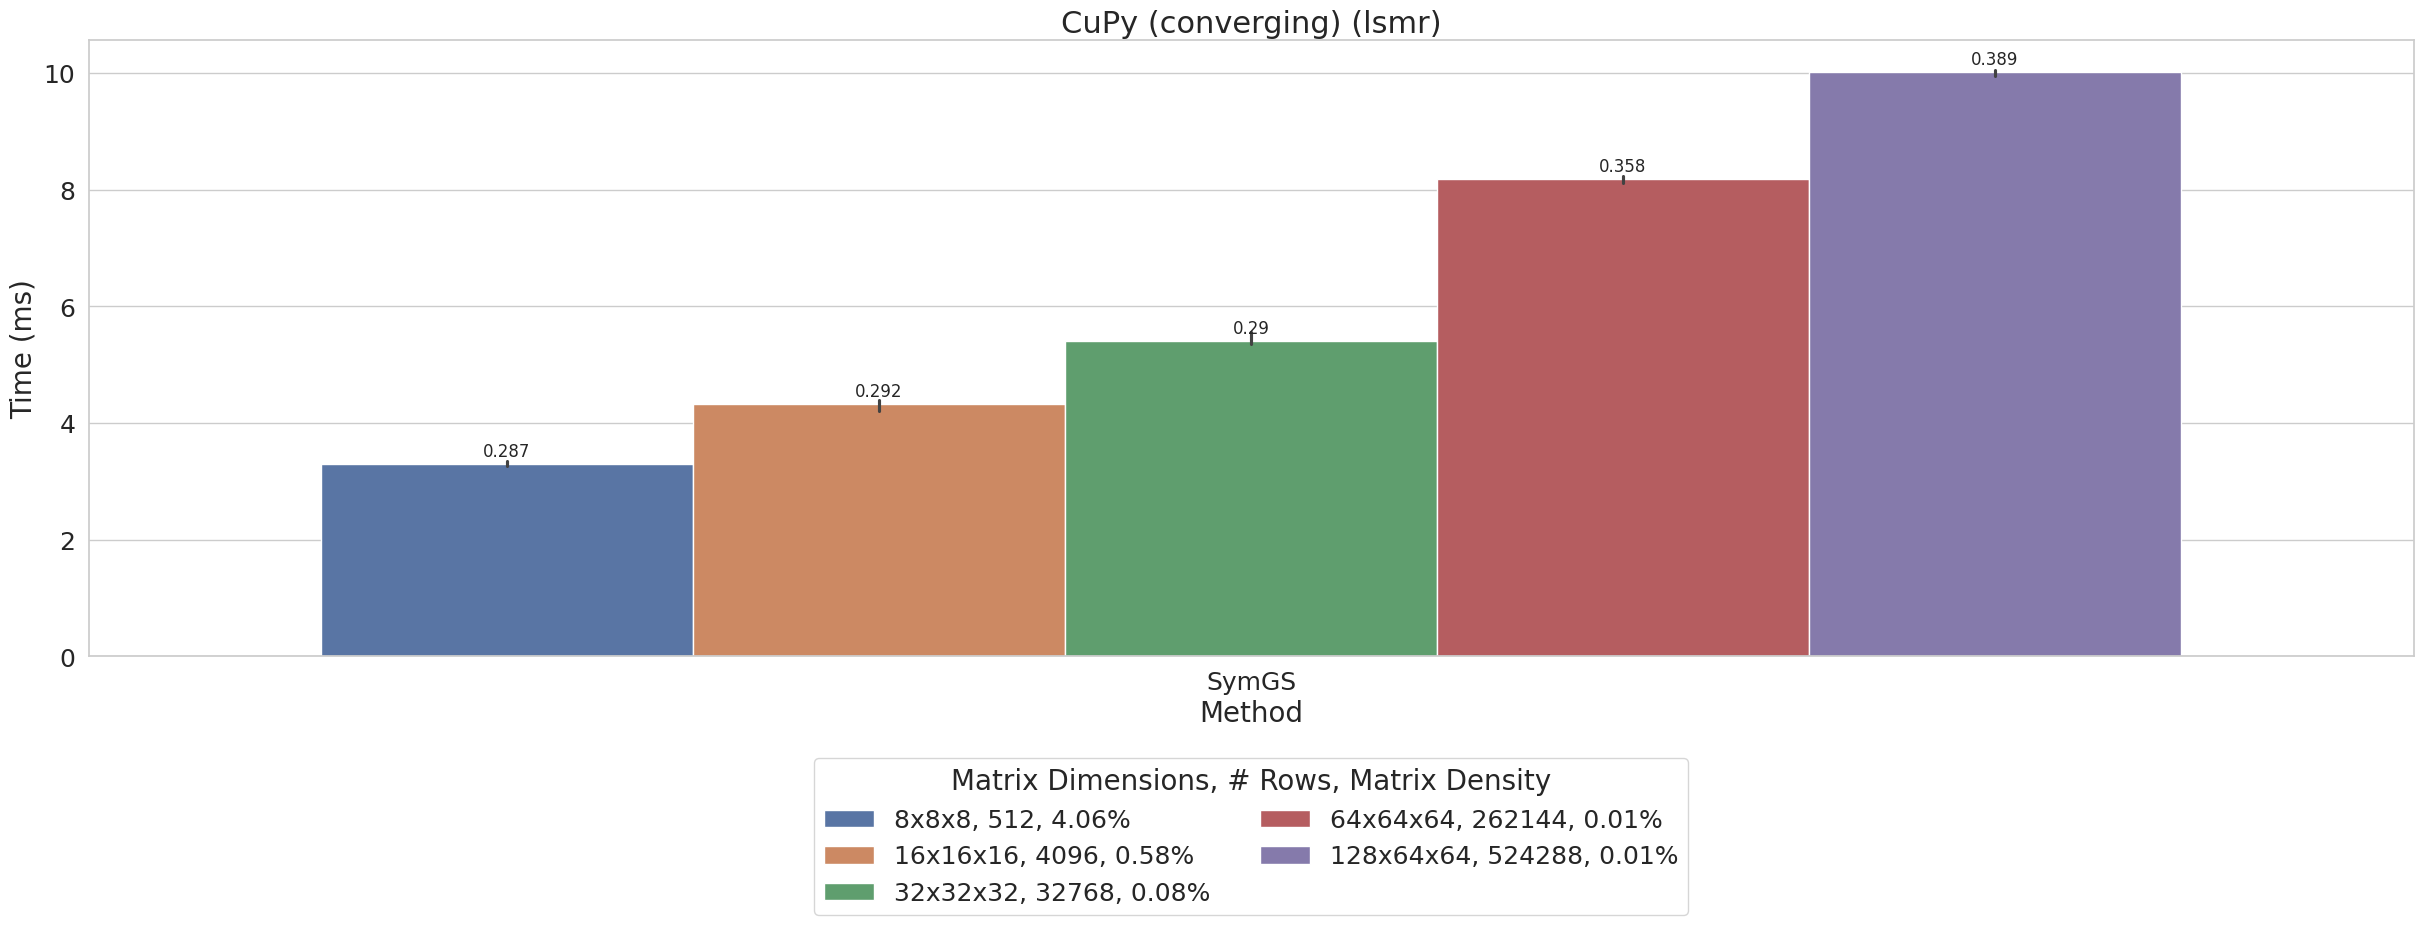 CuPy (converging) (lsmr)
10
8
6
4
2
0
Time (ms)
0.287
0.292
0.29
0.358
0.389
SymGS
Method
Matrix Dimensions, # Rows, Matrix Density
8x8x8, 512, 4.06%
16x16x16, 4096, 0.58%
32x32x32, 32768, 0.08%
64x64x64, 262144, 0.01%
128x64x64, 524288, 0.01%